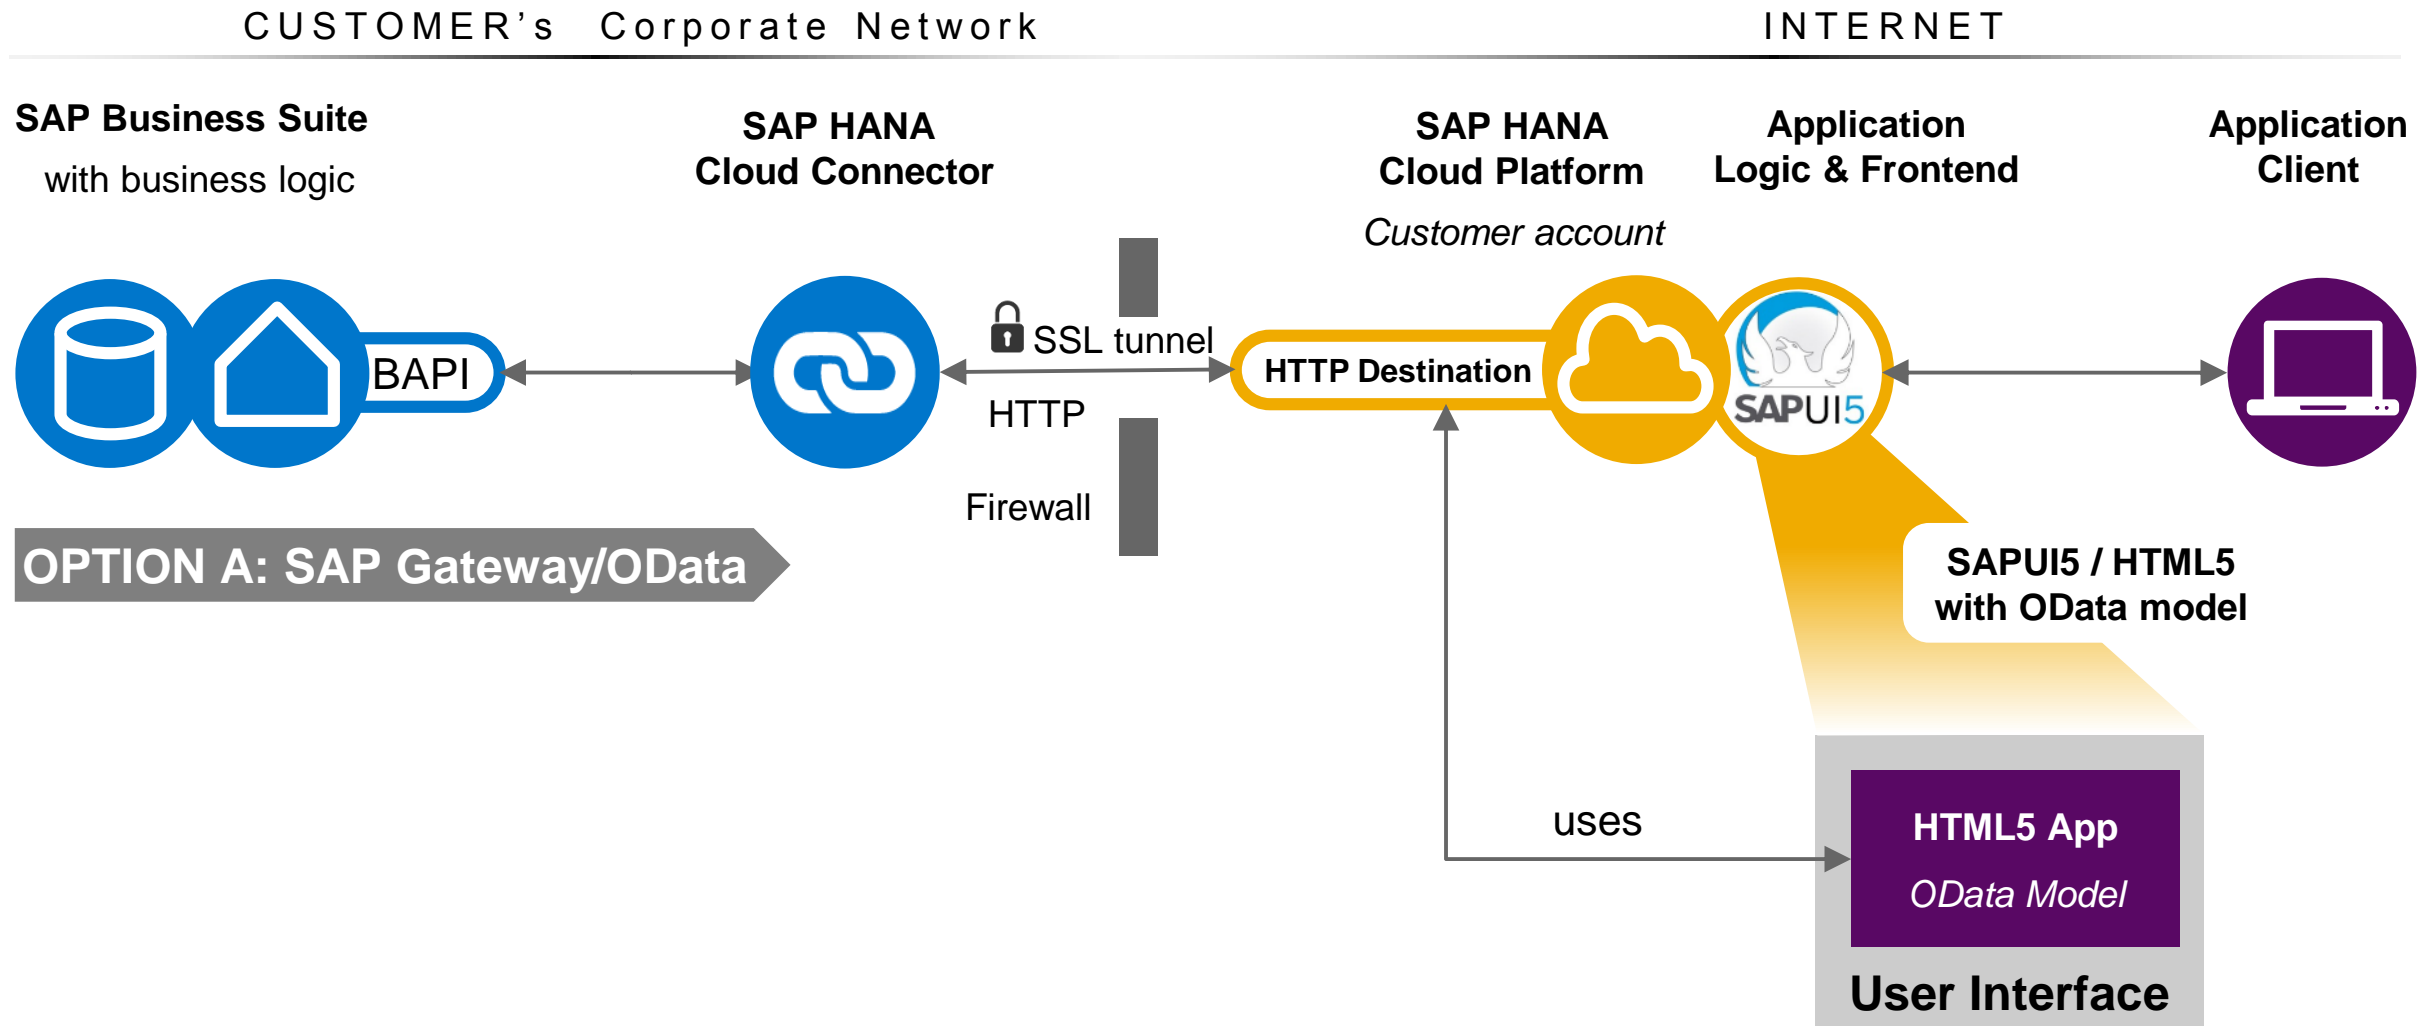 CUSTOMER's Corporate Network
INTERNET
SAP Business Suite
with business logic
SAP HANA
Cloud Connector
SAP HANA
Cloud Platform
Customer account
Application
Logic & Frontend
Application
Client
BAPI
SSL tunnel
HTTP
Firewall
HTTP Destination
SAPUI5
OPTION A: SAP Gateway/OData
SAPUI5 / HTML5
with OData model
uses
HTML5 App
OData Model
User Interface